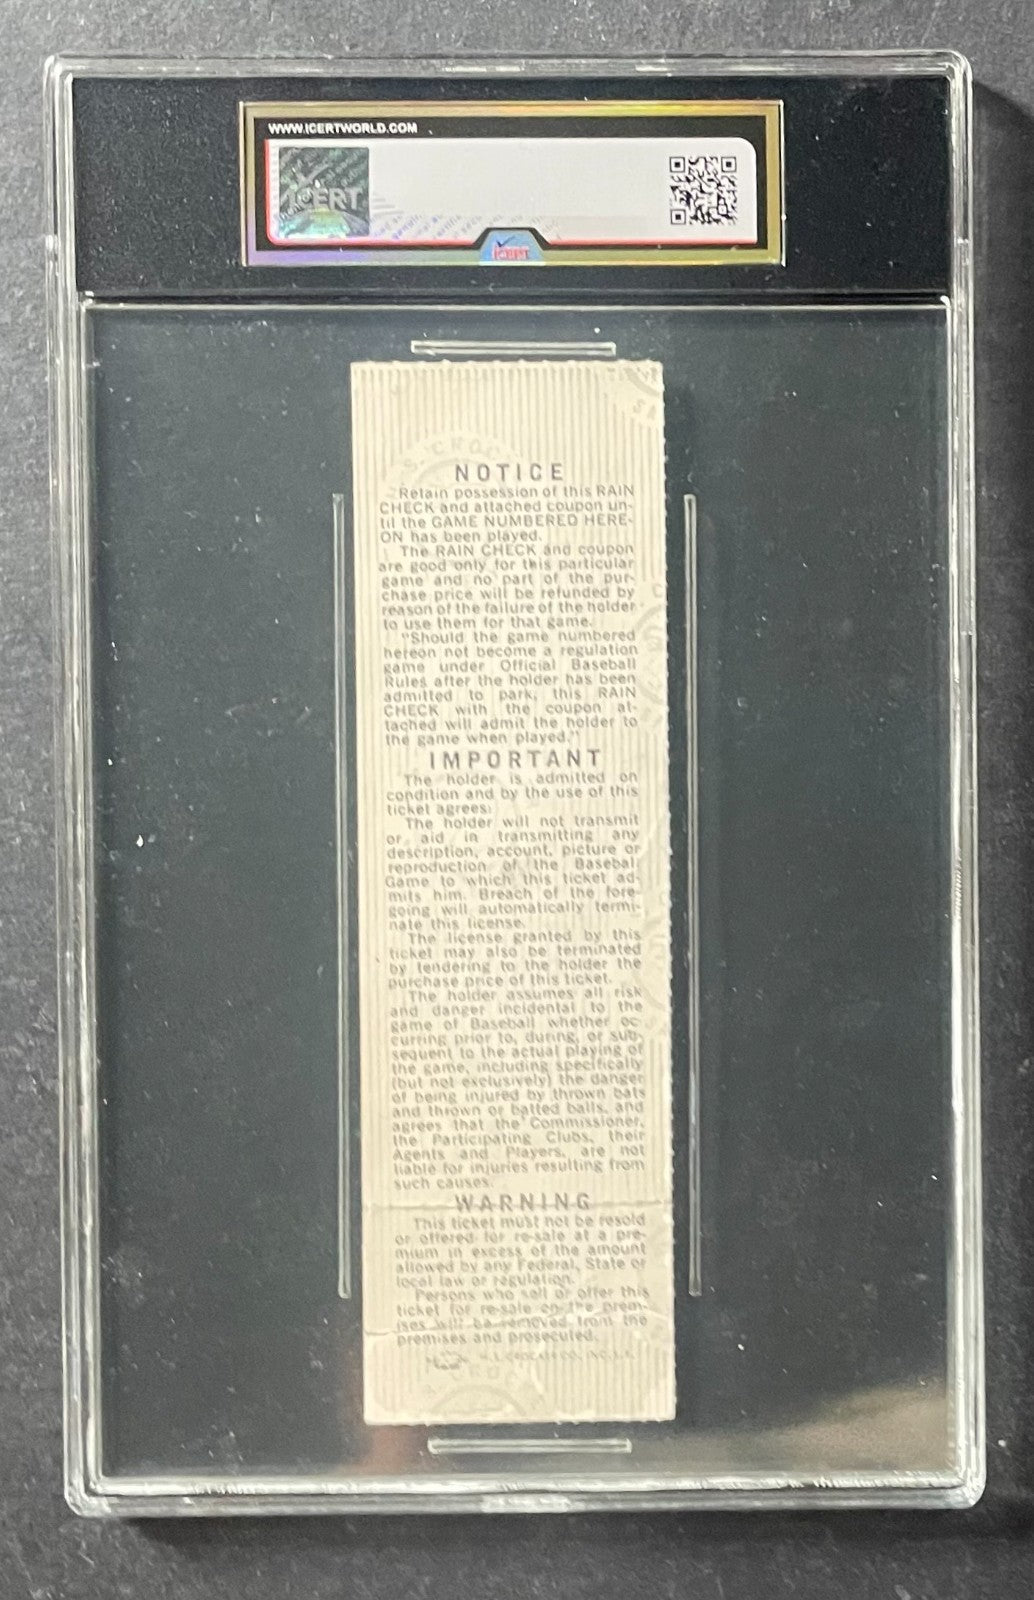 WWW.ICERTWORLD.COM
ICERT
NOTICE
Retain possession of this RAIN
CHECK and attached coupon un-
til the GAME NUMBERED HERE-
ON has been played.
The RAIN CHECK and coupon
are good only for this particular
game and no part of the pur-
chase price will be refunded by
reason of the failure of the holder
to use them for that game.
"Should the game numbered
hereon not become a regulation
game under Official Baseball
Rules after the holder has been
admitted to park, this RAIN
CHECK with the coupon at-
tached will admit the holder to
the game when played."
IMPORTANT
The holder is admitted on
condition and by the use of this
ticket agrees:
The holder will not transmit
or aid in transmitting any
description, account, picture or
reproduction of the Baseball
Game to which this ticket ad-
mits him. Breach of the fore-
going will automatically termi-
nate this license.
The license granted by this
ticket may also be terminated
by tendering to the holder the
purchase price of this ticket.
The holder assumes all risk
and danger incidental to the
game of Baseball whether oc-
curring prior to, during, or sub-
sequent to the actual playing of
the game, including specifically
(but not exclusively) the danger
of being injured by thrown bats
and thrown or batted balls, and
agrees that the Commissioner,
the Participating Clubs, their
Agents and Players, are not
liable for injuries resulting from
such causes.
WARNING
This ticket must not be resold
or offered for re-sale at a pre-
mium in excess of the amount
allowed by any Federal, State or
local law or regulation.
Persons who sell or offer this
ticket for re-sale on the prem-
ises will be removed from the
premises and prosecuted.
H.S. CROCKER CO., INC. S.F.